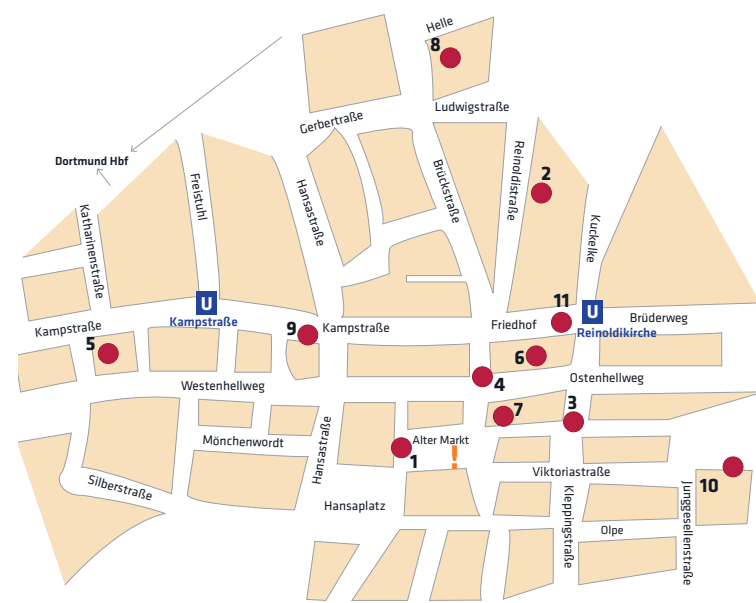 Helle
8
Ludwigstraße
Gerbertraße
Dortmund Hbf
Freistuhl
Hansastraße
Brückstraße
Reinoldistraße
2
Kuckelke
Katharinenstraße
U
Kampstraße
11
U
Reinoldikirche
Brüderweg
Friedhof
Kampstraße
5
9
Kampstraße
6
4
Ostenhellweg
Westenhellweg
7
3
Mönchenwordt
Hansastraße
Alter Markt
1
Viktoriastraße
Silberstraße
Hansaplatz
Kleppingstraße
10
Junggesellenstraße
Olpe